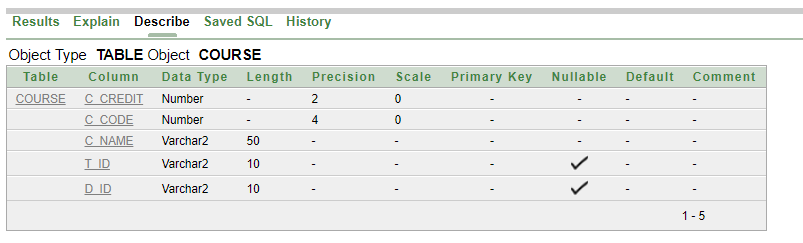 Results Explain Describe Saved SQL History
Object Type TABLE Object COURSE
Table Column Data Type Length Precision Scale Primary Key Nullable Default Comment
COURSE C_CREDIT Number - 2 0 - - - -
C_CODE Number - 4 0 - - - -
C_NAME Varchar2 50 - - - - - -
T_ID Varchar2 10 - - - ✓ - -
D_ID Varchar2 10 - - - ✓ - -
1 - 5